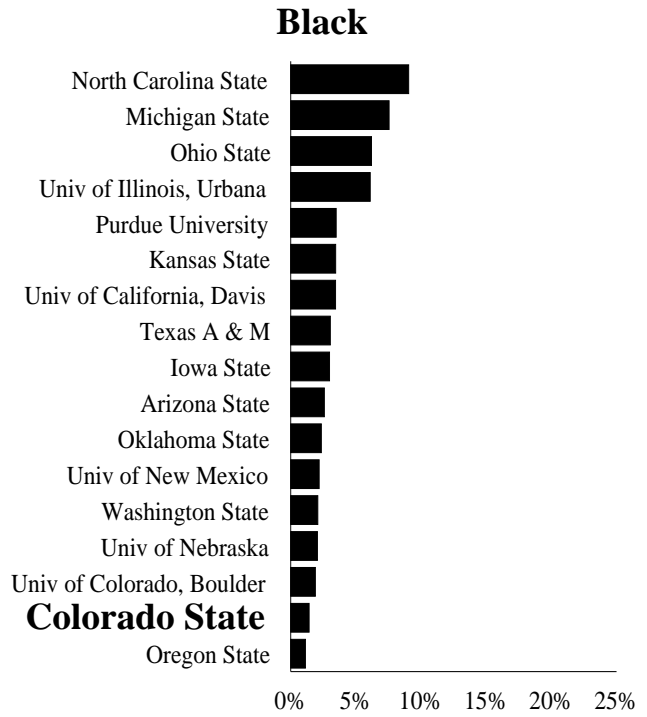 Black
North Carolina State
Michigan State
Ohio State
Univ of Illinois, Urbana
Purdue University
Kansas State
Univ of California, Davis
Texas A & M
Iowa State
Arizona State
Oklahoma State
Univ of New Mexico
Washington State
Univ of Nebraska
Univ of Colorado, Boulder
Colorado State
Oregon State
0% 5% 10% 15% 20% 25%